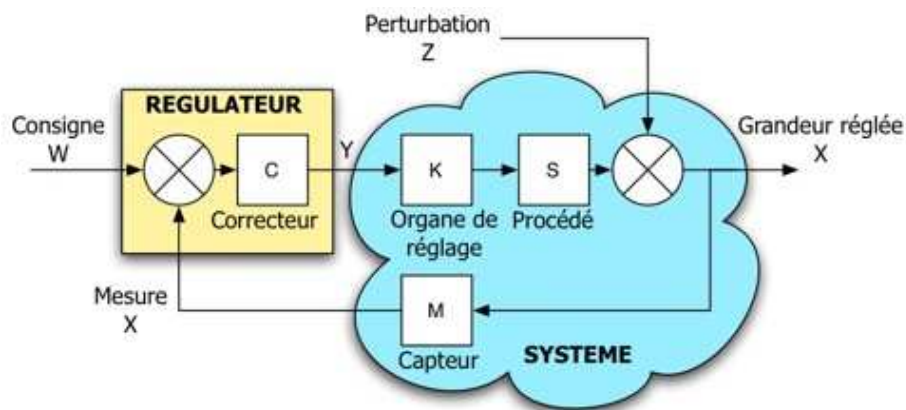 Perturbation
Z
REGULATEUR
Consigne
W
C
Correcteur
Y
K
Organe de
réglage
S
Procédé
Grandeur réglée
X
Mesure
X
M
Capteur
SYSTEME